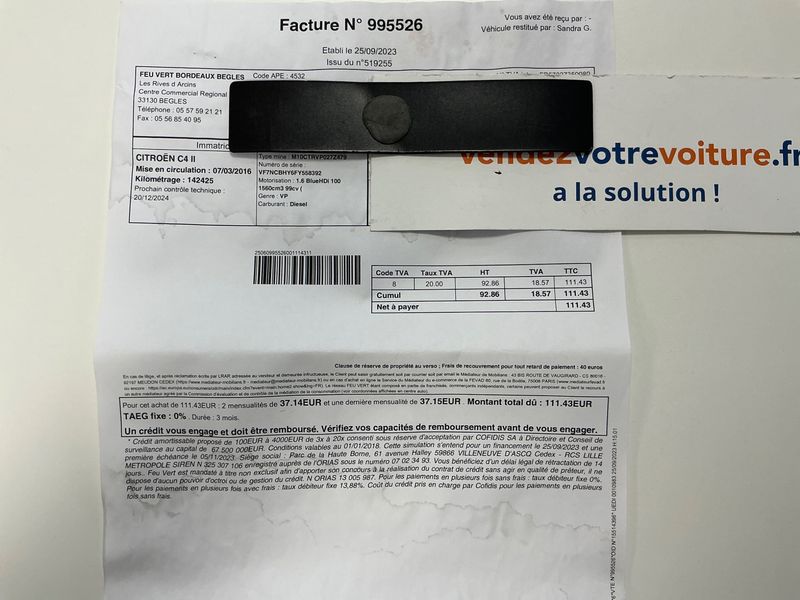 Facture N° 995526
Vous avez été reçu par : -
Véhicule restitué par : Sandra G.
Etabli le 25/09/2023
Issu du n°519255
FEU VERT BORDEAUX BEGLES Code APE : 4532
Les Rives d Arcins
Centre Commercial Regional
33130 BEGLES
Téléphone : 05 57 59 21 21
Fax : 05 56 85 40 95
Immatric
CITROËN C4 II
Mise en circulation : 07/03/2016
Kilométrage : 142425
Prochain contrôle technique :
20/12/2024
Type mine : M10CTRVP027Z479
Numéro de série :
VF7NCBHY6FY558392
Motorisation : 1.6 BlueHDi 100
1560cm3 99cv (
Genre : VP
Carburant : Diesel
vendez2votrevoiture.fr
a la solution !
25060995526001114311
Code TVA Taux TVA HT TVA TTC
8 20.00 92.86 18.57 111.43
Cumul 92.86 18.57 111.43
Net à payer 111.43
Clause de réserve de propriété au verso ; Frais de recouvrement pour tout retard de paiement : 40 euros
Pour cet achat de 111.43EUR : 2 mensualités de 37.14EUR et une dernière mensualité de 37.15EUR. Montant total dû : 111.43EUR
TAEG fixe : 0%. Durée : 3 mois.
Un crédit vous engage et doit être remboursé. Vérifiez vos capacités de remboursement avant de vous engager.
* Crédit amortissable proposé de 100EUR à 4000EUR de 3x à 20x consenti sous réserve d'acceptation par COFIDIS SA à Directoire et Conseil de
surveillance au capital de 67 500 000EUR. Conditions valables au 01/01/2018. Cette simulation s'entend pour un financement le 25/09/2023 et une
première échéance le 05/11/2023. Siège social : Parc de la Haute Borne, 61 avenue Halley 59866 VILLENEUVE D'ASCQ Cedex - RCS LILLE
METROPOLE SIREN N 325 307 106 enregistré auprès de l'ORIAS sous le numéro 07 02 34 93. Vous bénéficiez d'un délai légal de rétractation de 14
jours. Feu Vert est mandaté à titre non exclusif afin d'apporter son concours à la réalisation du contrat de crédit sans agir en qualité de prêteur, il ne
dispose d'aucun pouvoir d'octroi ou de gestion du crédit. N ORIAS 13 005 987. Pour les paiements en plusieurs fois sans frais : taux débiteur fixe 0%.
Pour les paiements en plusieurs fois avec frais : taux débiteur fixe 13,88%. Coût du crédit pris en charge par Cofidis pour les paiements en plusieurs
fois sans frais.